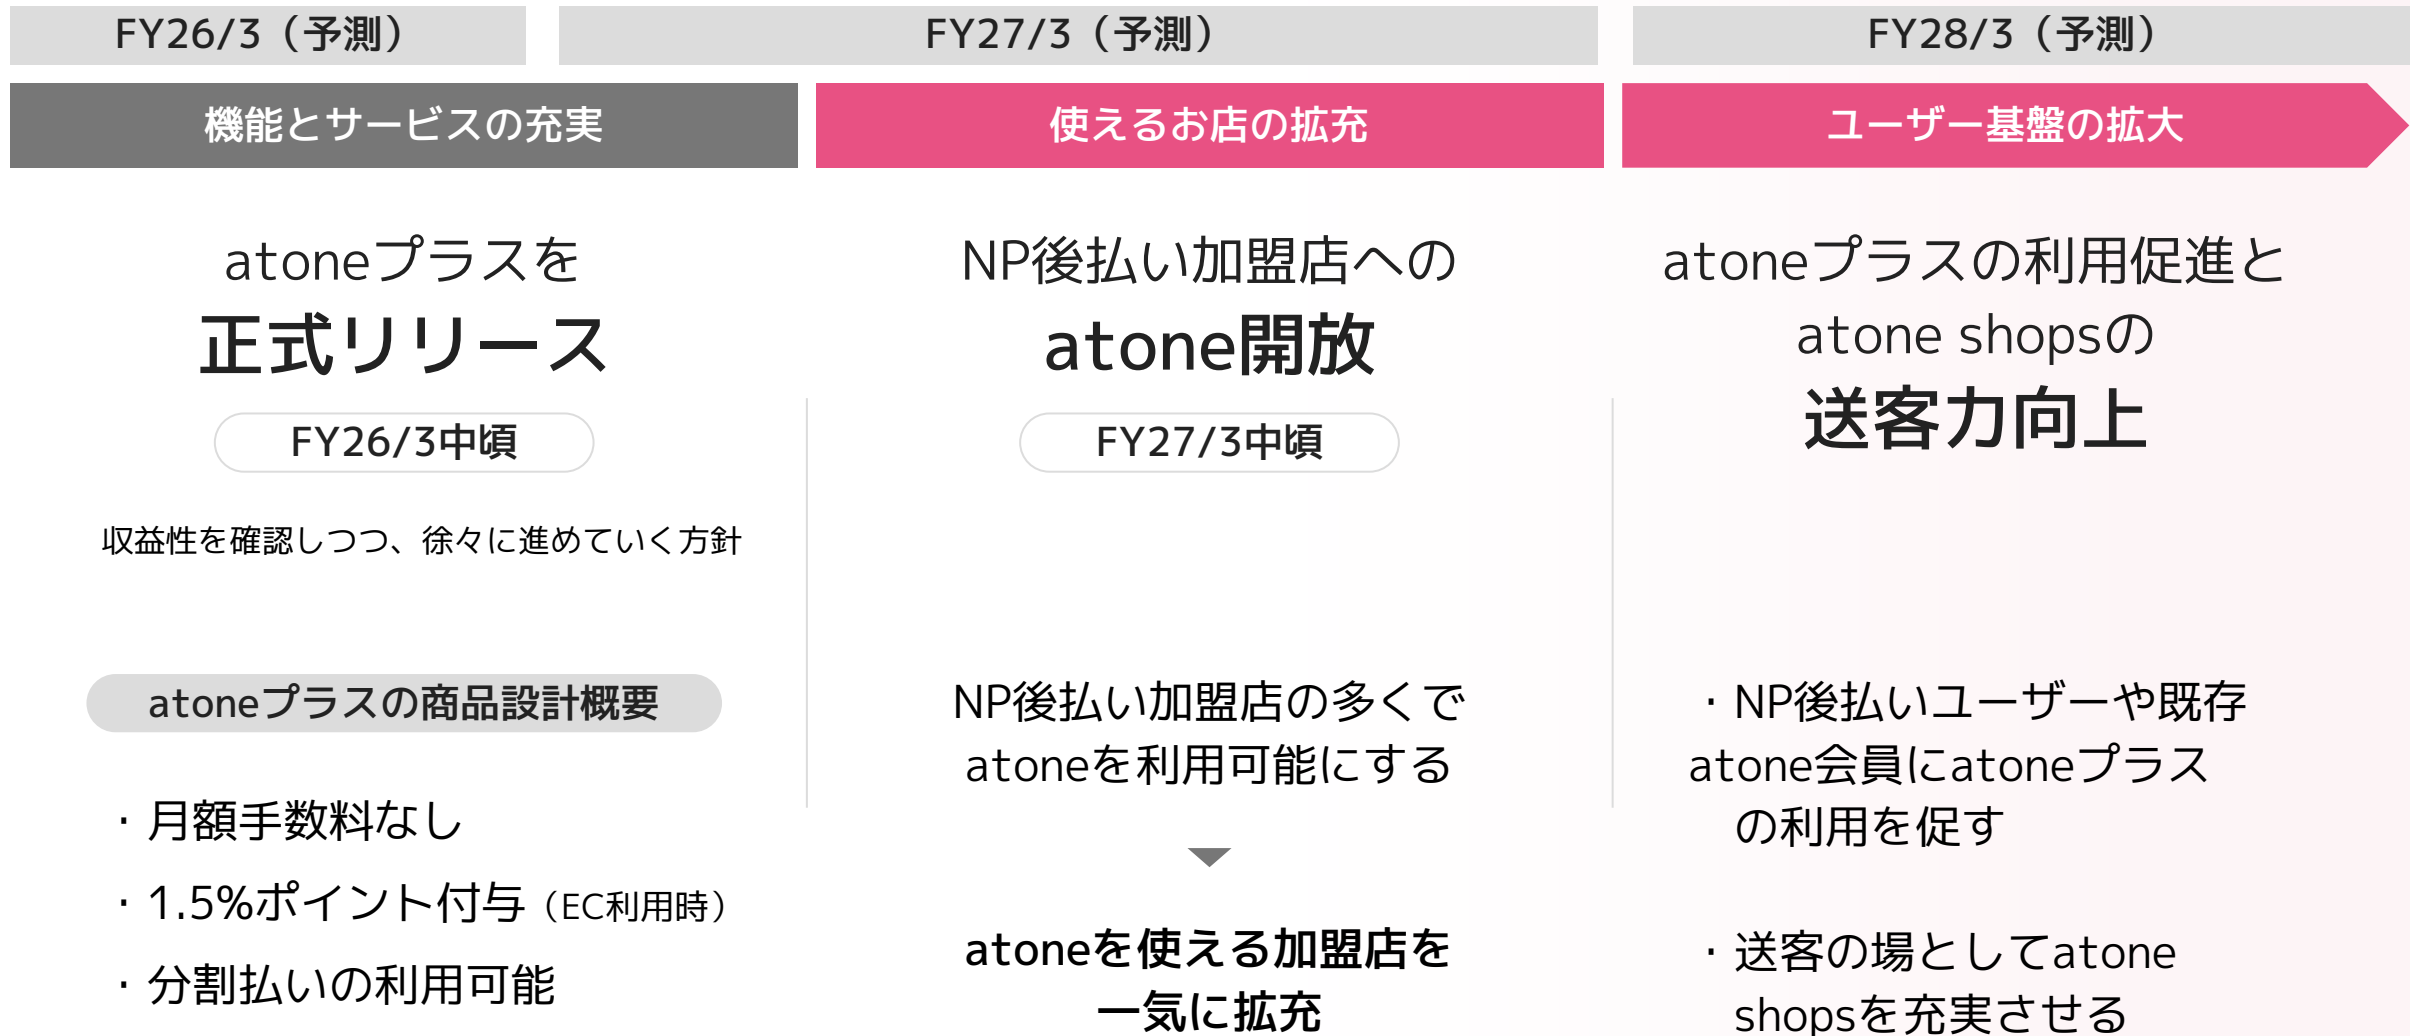 FY26/3（予測）
FY27/3（予測）
FY28/3（予測）
機能とサービスの充実
使えるお店の拡充
ユーザー基盤の拡大
atoneプラスを
正式リリース
FY26/3中頃
収益性を確認しつつ、徐々に進めていく方針
atoneプラスの商品設計概要
・月額手数料なし
・1.5%ポイント付与（EC利用時）
・分割払いの利用可能
NP後払い加盟店への
atone開放
FY27/3中頃
NP後払い加盟店の多くで
atoneを利用可能にする
atoneを使える加盟店を
一気に拡充
atoneプラスの利用促進と
atone shopsの
送客力向上
・NP後払いユーザーや既存
atone会員にatoneプラス
の利用を促す
・送客の場としてatone
shopsを充実させる